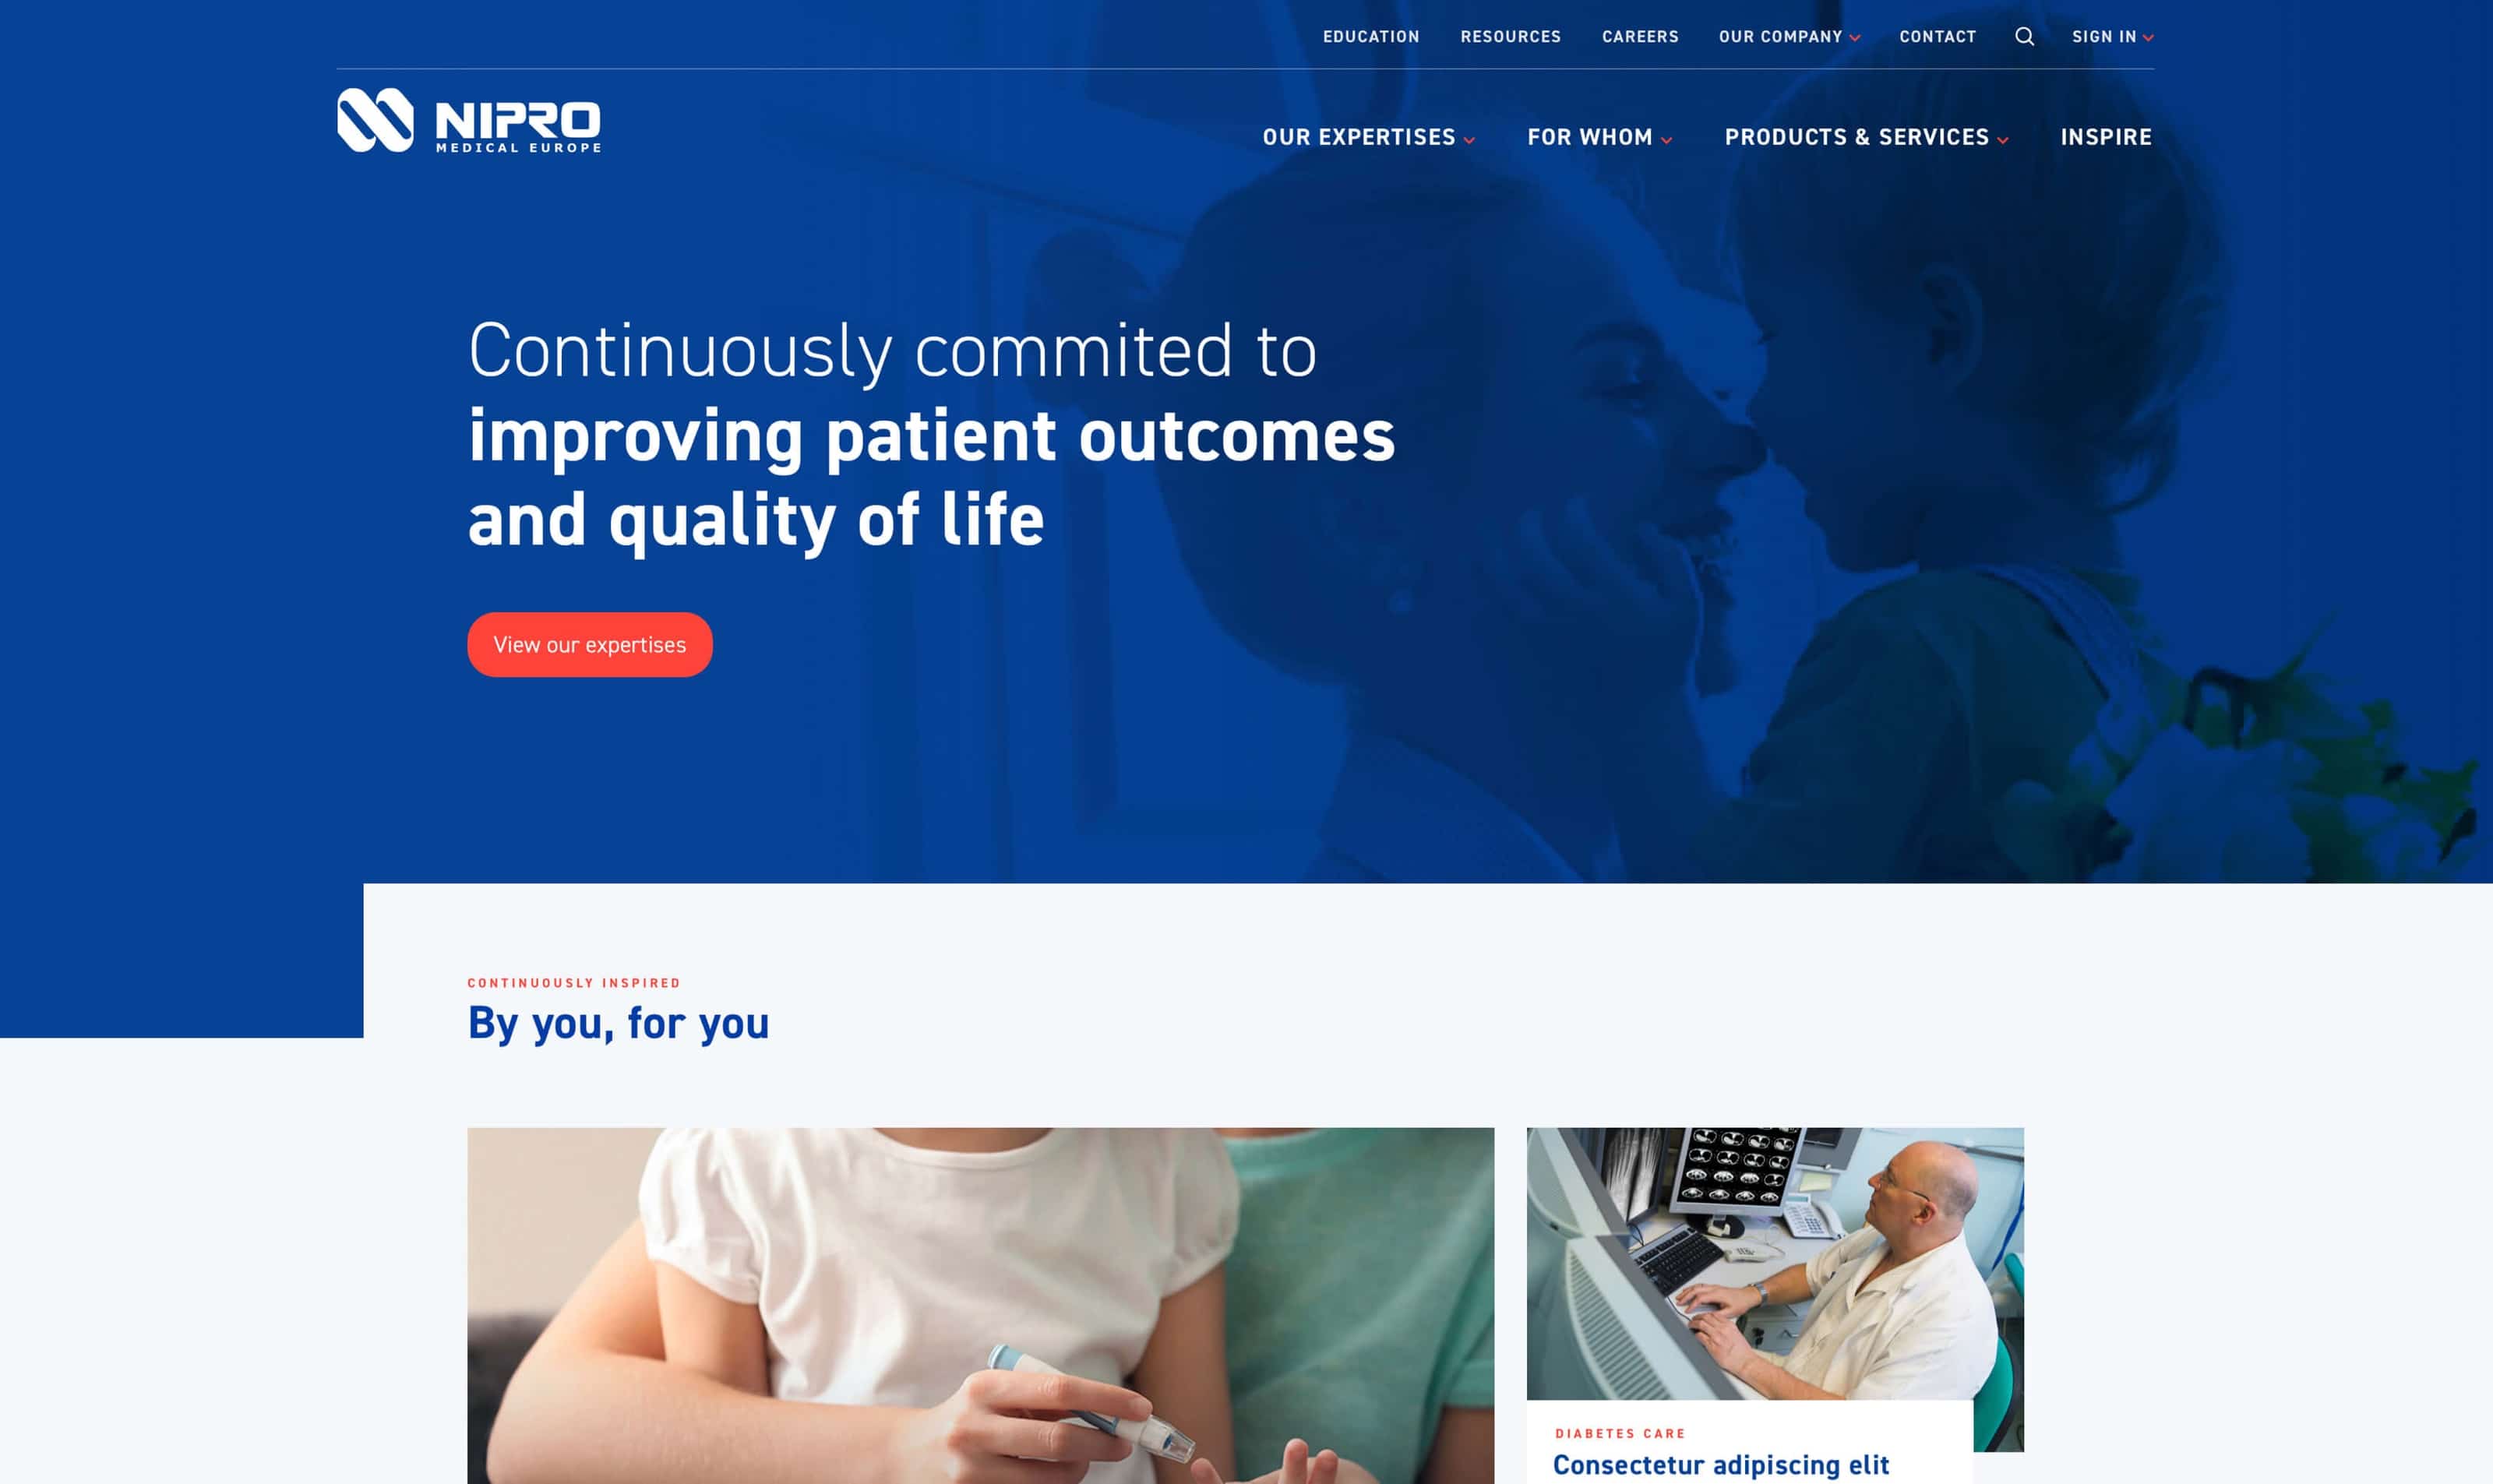 EDUCATION RESOURCES CAREERS OUR COMPANY CONTACT SIGN IN
NIPRO
MEDICAL EUROPE
OUR EXPERTISES FOR WHOM PRODUCTS & SERVICES INSPIRE
Continuously commited to
improving patient outcomes
and quality of life
View our expertises
CONTINUOUSLY INSPIRED
By you, for you
DIABETES CARE
Consectetur adipiscing elit